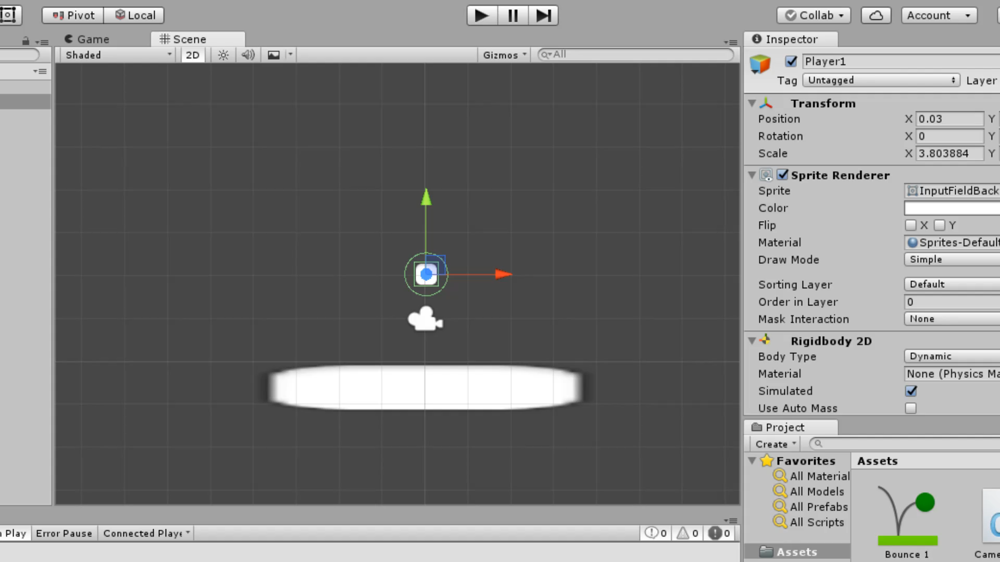 Pivot Local
Collab Account
Game Scene
Shaded 2D Gizmos All
Inspector
Player1
Tag Untagged Layer
Transform
Position X 0.03 Y
Rotation X 0 Y
Scale X 3.803884 Y
Sprite Renderer
Sprite InputFieldBack
Color
Flip X Y
Material Sprites-Default
Draw Mode Simple
Sorting Layer Default
Order in Layer 0
Mask Interaction None
Rigidbody 2D
Body Type Dynamic
Material None (Physics Ma
Simulated
Use Auto Mass
Project
Create
Favorites
All Material
All Models
All Prefabs
All Scripts
Assets
Assets
Bounce 1
Came
n Play Error Pause Connected Playe 0 0 0